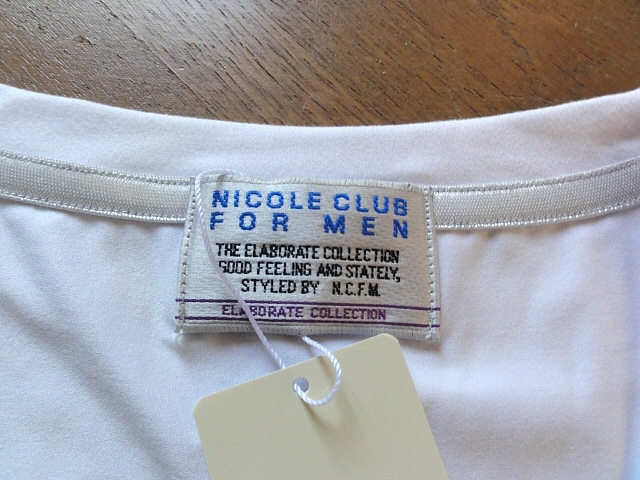 NICOLE CLUB
FOR MEN
THE ELABORATE COLLECTION
GOOD FEELING AND STATELY,
STYLED BY N.C.F.M.
ELABORATE COLLECTION